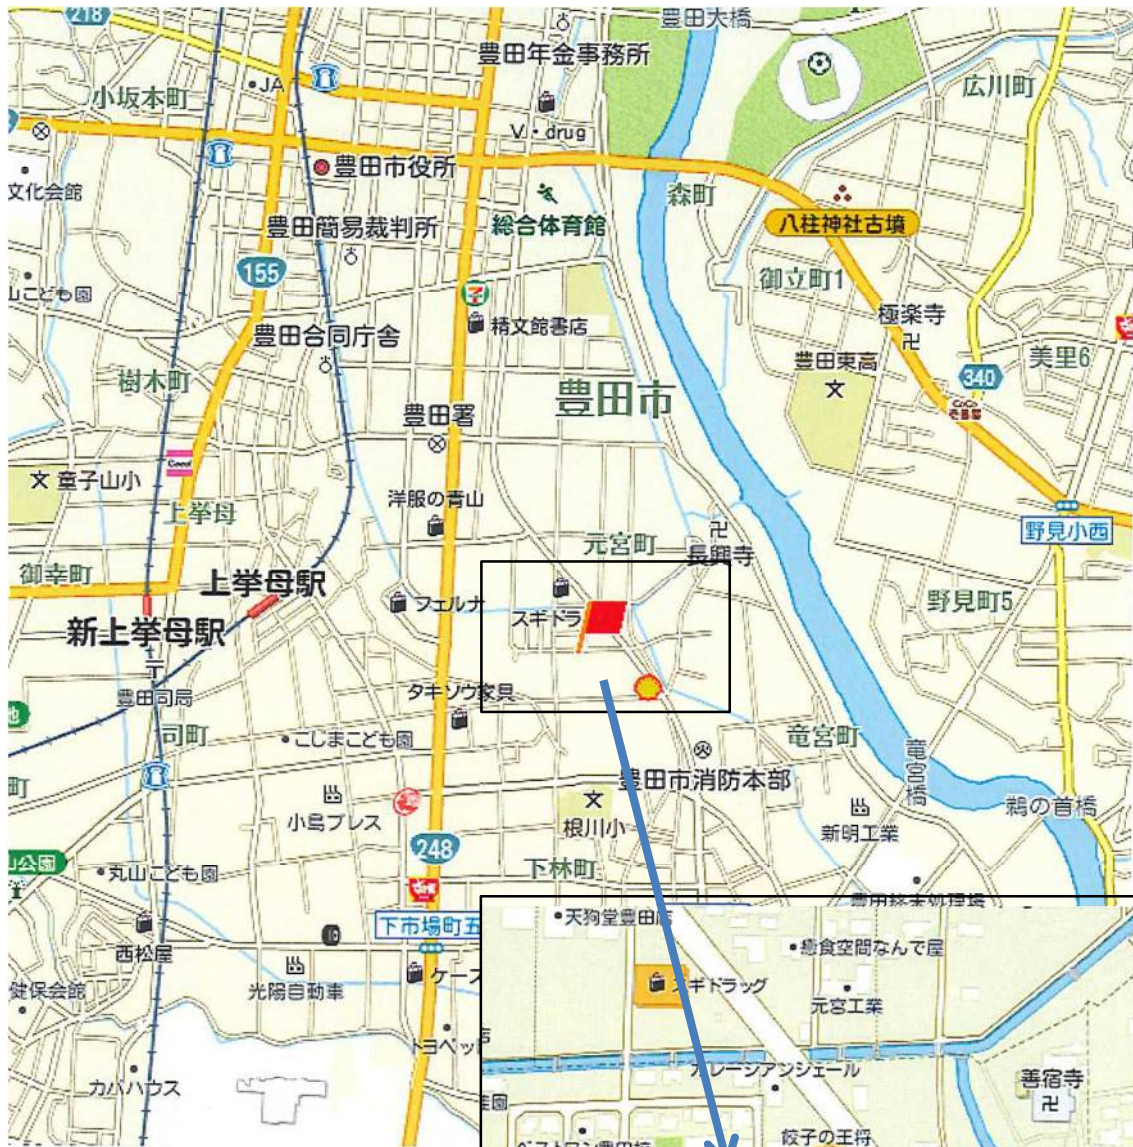 218
豊田大橋
豊田年金事務所
・JA
小坂本町
広川町
V・drug
豊田市役所
文化会館
森町
総合体育館
八柱神社古墳
豊田簡易裁判所
155
御立町1
山こども園
精文館書店
極楽寺
豊田合同庁舎
豊田東高
美里6
340
樹木町
豊田市
豊田署
童子山小
洋服の青山
上挙母
元宮町
長興寺
野見小西
御幸町
上挙母駅
フェルナ
スギドラ
野見町5
新上挙母駅
豊田司局
タキソウ家具
司町
・こしまこども園
竜宮町
竜宮橋
豊田市消防本部
町
小島プレス
根川小
新明工業
鵜の首橋
山公園
248
下林町
・丸山こども園
下市場町五
・天狗堂豊田店
西松屋
・癒食空間なんで屋
ケーズ
スギドラッグ
健保会館
光陽自動車
元宮工業
トヨペッ
ガレージアンジェール
カバハウス
善宿寺
餃子の王将